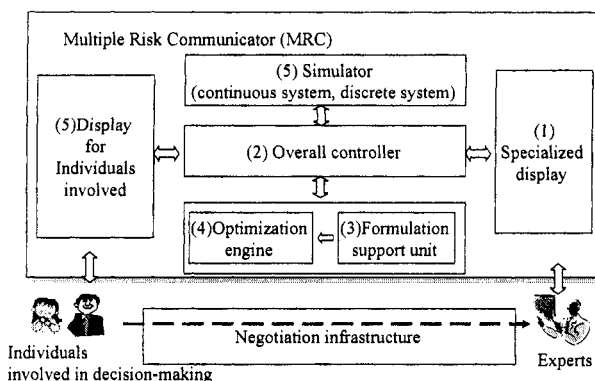 Multiple Risk Communicator (MRC)
(5) Simulator
(continuous system, discrete system)
(5)Display
for
Individuals
involved
(2) Overall controller
(1)
Specialized
display
(4)Optimization
engine
(3)Formulation
support unit
Negotiation infrastructure
Individuals
involved in decision-making
Experts